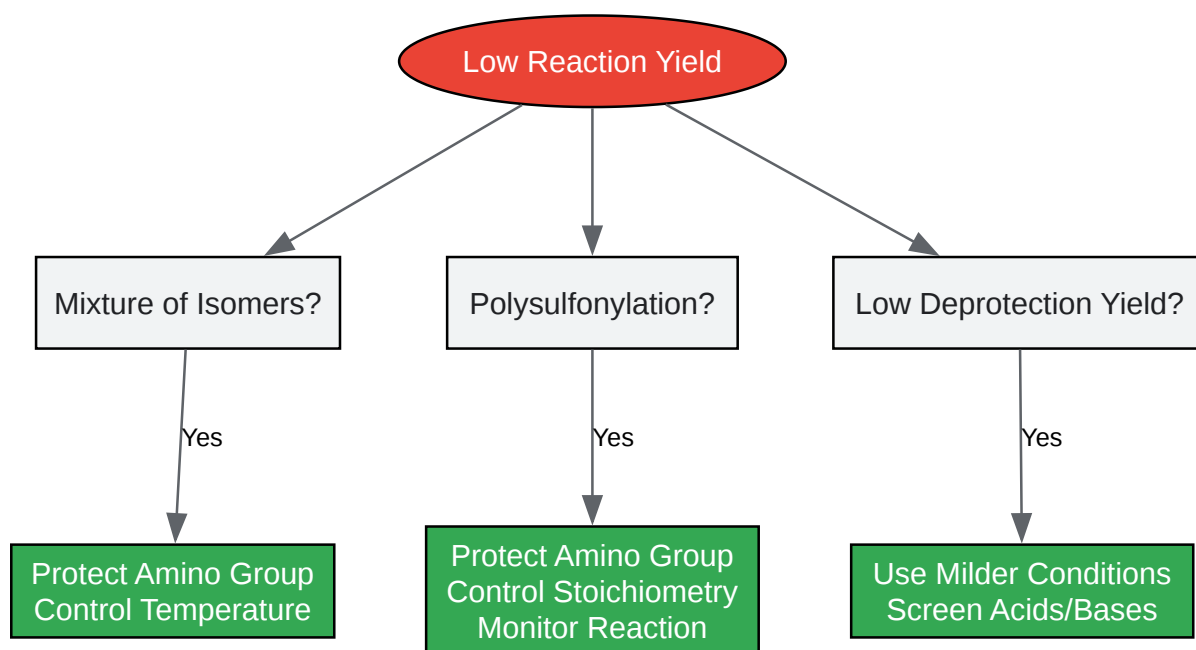 Low Reaction Yield
Mixture of Isomers?
Polysulfonylation?
Low Deprotection Yield?
Yes
Yes
Yes
Protect Amino Group
Control Temperature
Protect Amino Group
Control Stoichiometry
Monitor Reaction
Use Milder Conditions
Screen Acids/Bases